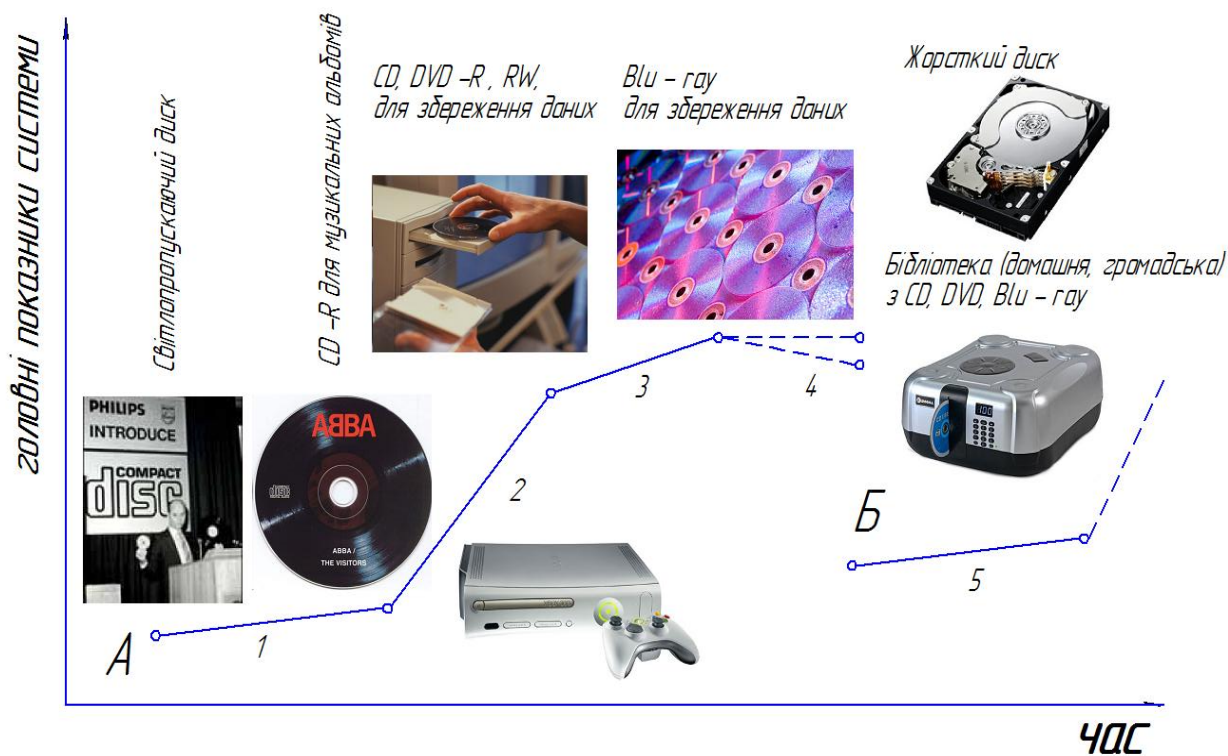 головні показники системи
Світлопропускаючий диск
CD -R для музикальних альбомів
CD, DVD -R , RW,
для збереження даних
Blu - ray
для збереження даних
Жорсткий диск
Бібліотека (домашня, громадська)
з CD, DVD, Blu - ray
PHILIPS
INTRODUCE
COMPACT
disc
ABBA
COMPACT
disc
ABBA /
THE VISITORS
100
А
1
2
3
4
Б
5
час